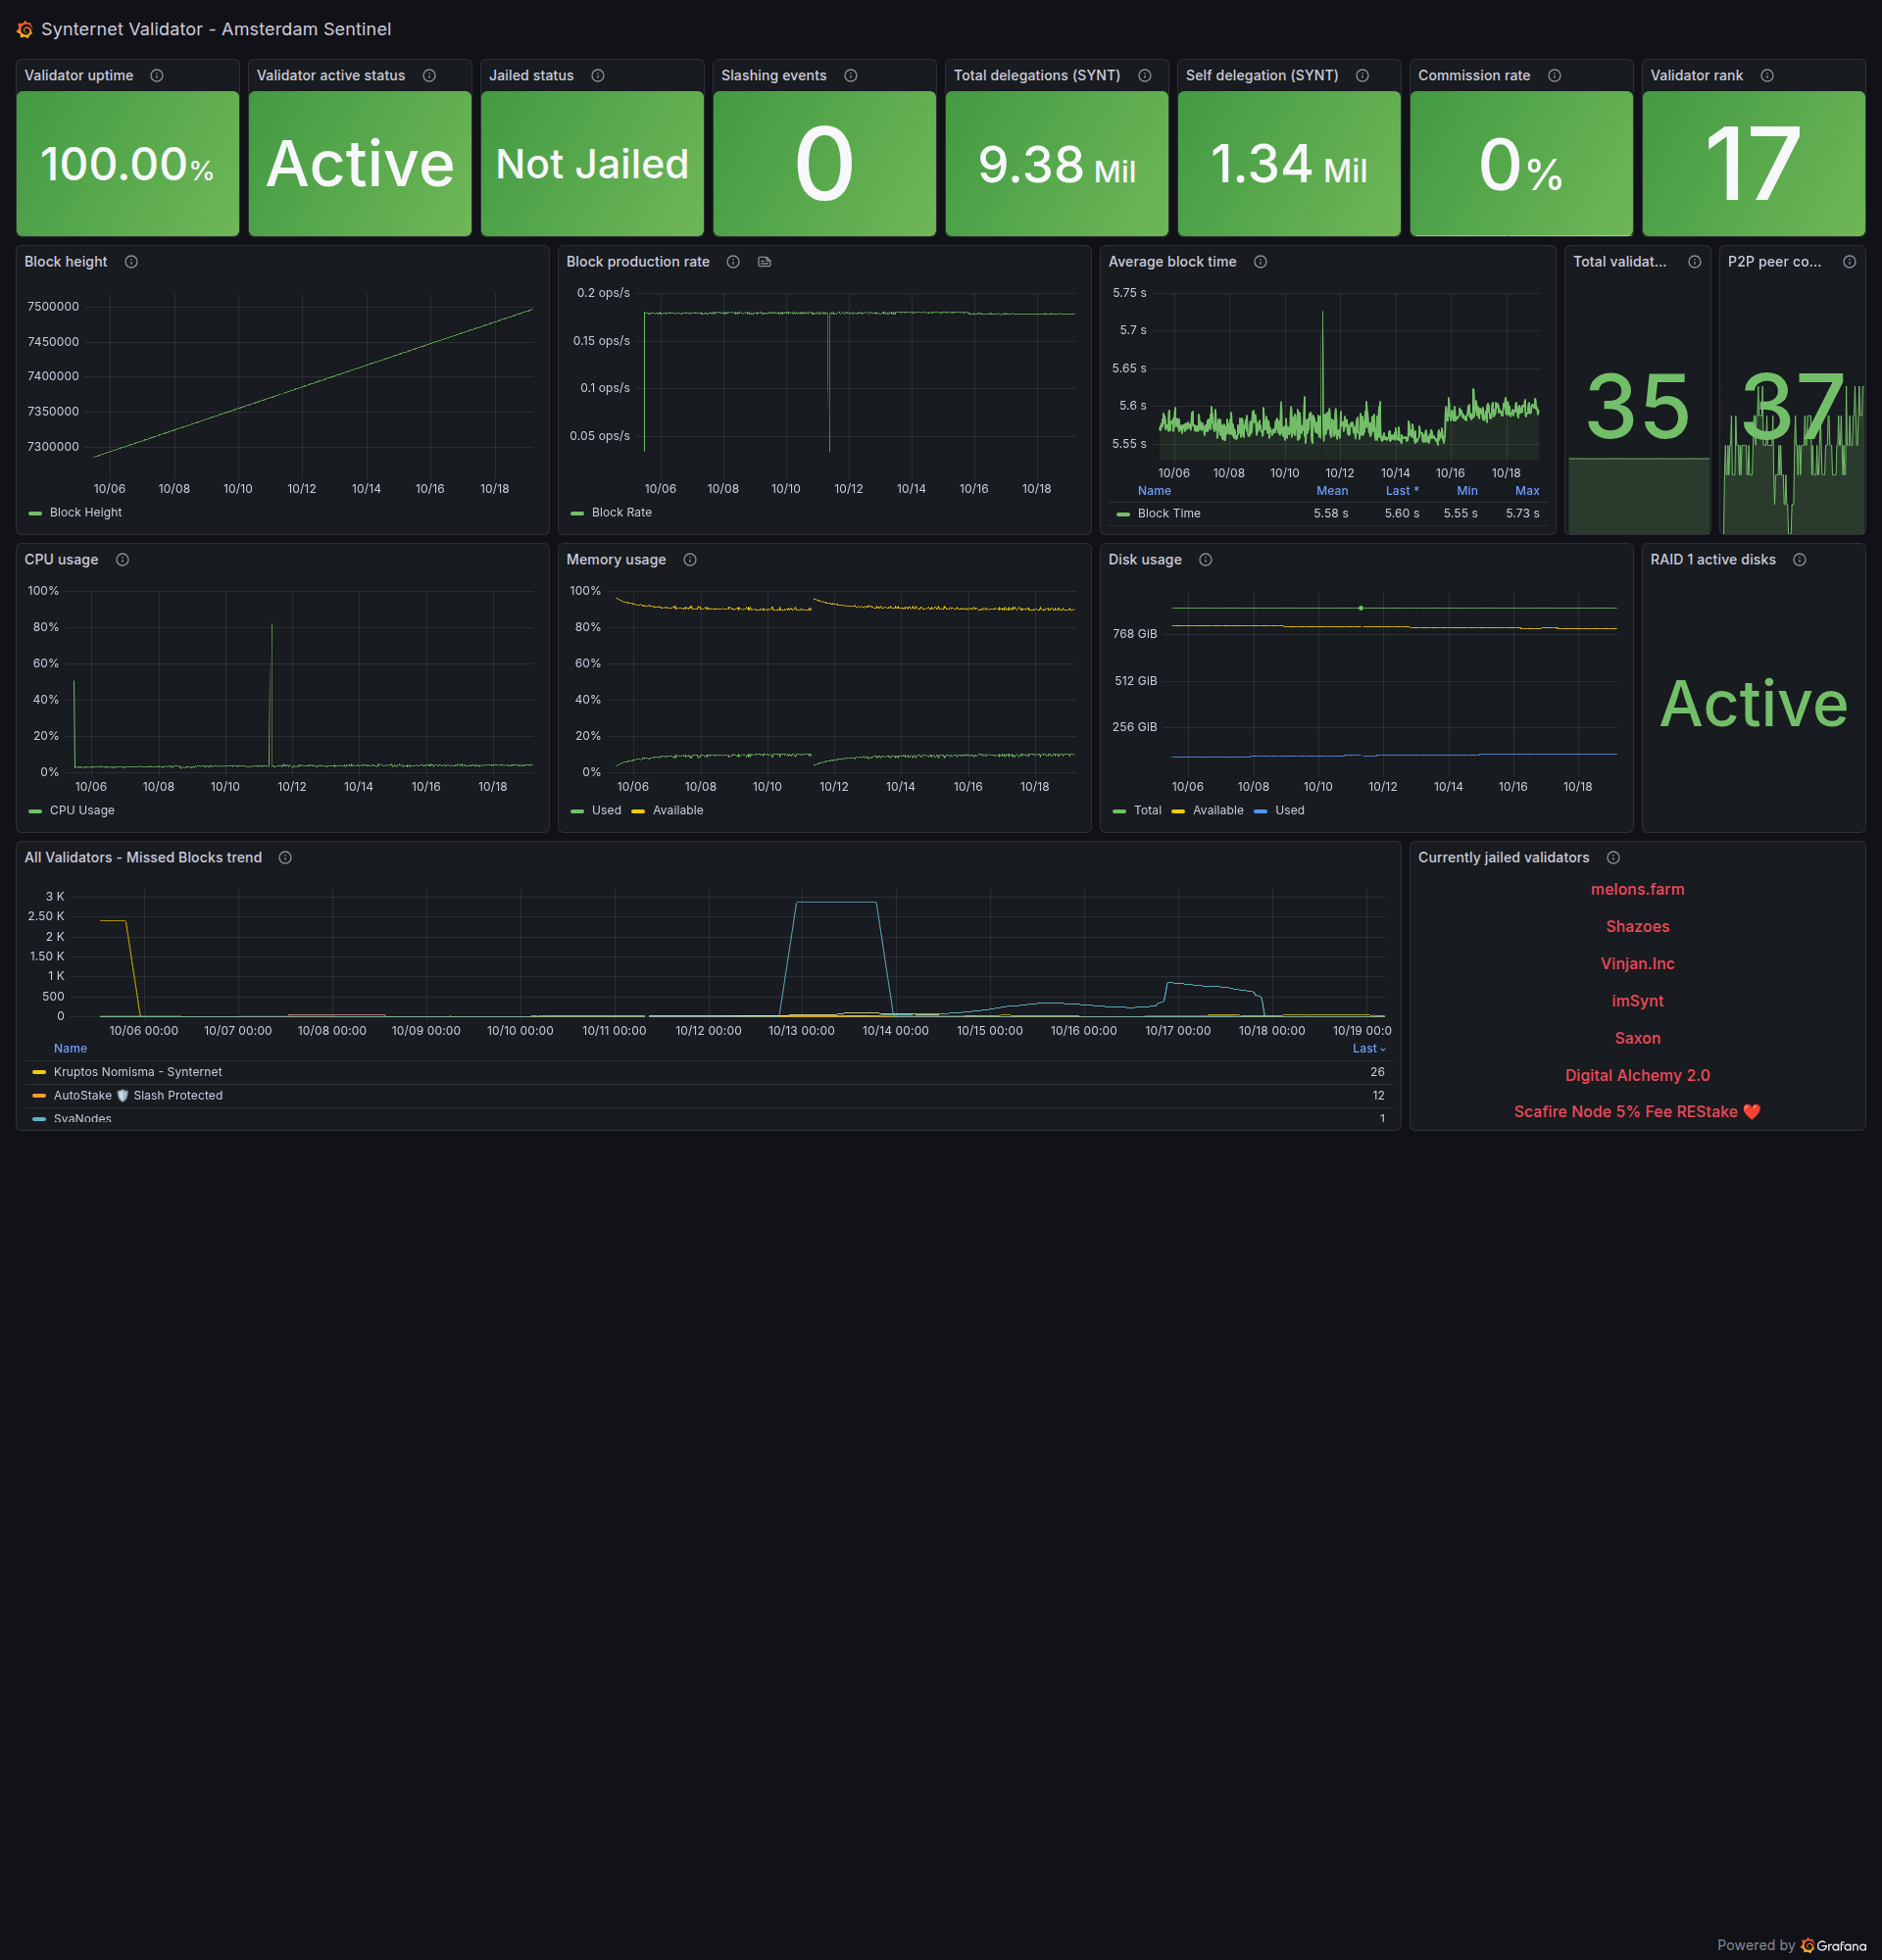 Synternet Validator - Amsterdam Sentinel
Validator uptime
100.00%
Validator active status
Active
Jailed status
Not Jailed
Slashing events
0
Total delegations (SYNT)
9.38 Mil
Self delegation (SYNT)
1.34 Mil
Commission rate
0%
Validator rank
17
Block height
7500000
7450000
7400000
7350000
7300000
10/06 10/08 10/10 10/12 10/14 10/16 10/18
Block Height
Block production rate
0.2 ops/s
0.15 ops/s
0.1 ops/s
0.05 ops/s
10/06 10/08 10/10 10/12 10/14 10/16 10/18
Block Rate
Average block time
5.75 s
5.7 s
5.65 s
5.6 s
5.55 s
10/06 10/08 10/10 10/12 10/14 10/16 10/18
Name Mean Last * Min Max
Block TIme 5.58 s 5.60 s 5.55 s 5.73 s
Total validat...
35
P2P peer co...
37
CPU usage
100%
80%
60%
40%
20%
0%
10/06 10/08 10/10 10/12 10/14 10/16 10/18
CPU Usage
Memory usage
100%
80%
60%
40%
20%
0%
10/06 10/08 10/10 10/12 10/14 10/16 10/18
Used Available
Disk usage
768 GiB
512 GiB
256 GiB
10/06 10/08 10/10 10/12 10/14 10/16 10/18
Total Available Used
RAID 1 active disks
Active
All Validators - Missed Blocks trend
3 K
2.50 K
2 K
1.50 K
1 K
500
0
10/06 00:00 10/07 00:00 10/08 00:00 10/09 00:00 10/10 00:00 10/11 00:00 10/12 00:00 10/13 00:00 10/14 00:00 10/15 00:00 10/16 00:00 10/17 00:00 10/18 00:00 10/19 00:0
Name Last
Kruptos Nomisma - Synternet 26
AutoStake 🛡️ Slash Protected 12
SvaNodes 1
Currently jailed validators
melons.farm
Shazoes
Vinjan.Inc
imSynt
Saxon
Digital Alchemy 2.0
Scafire Node 5% Fee REStake ❤️
Powered by Grafana